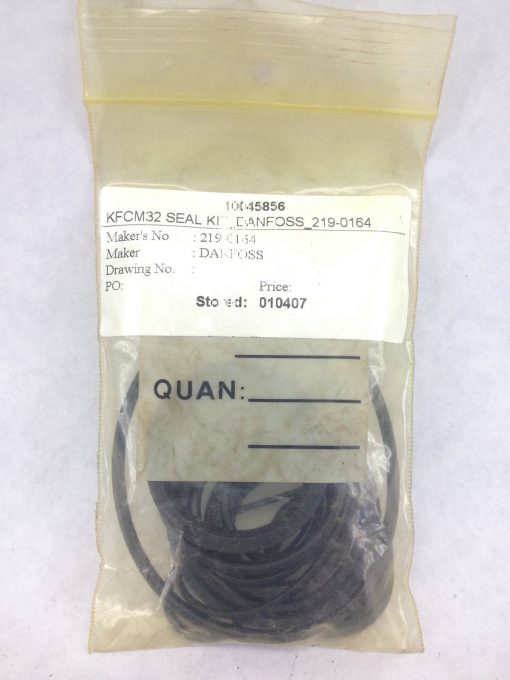 10045856
KFCM32 SEAL KIT_DANFOSS_219-0164
Maker's No : 219-0164
Maker : DANFOSS
Drawing No. :
PO: Price:
Stored: 010407
QUAN: